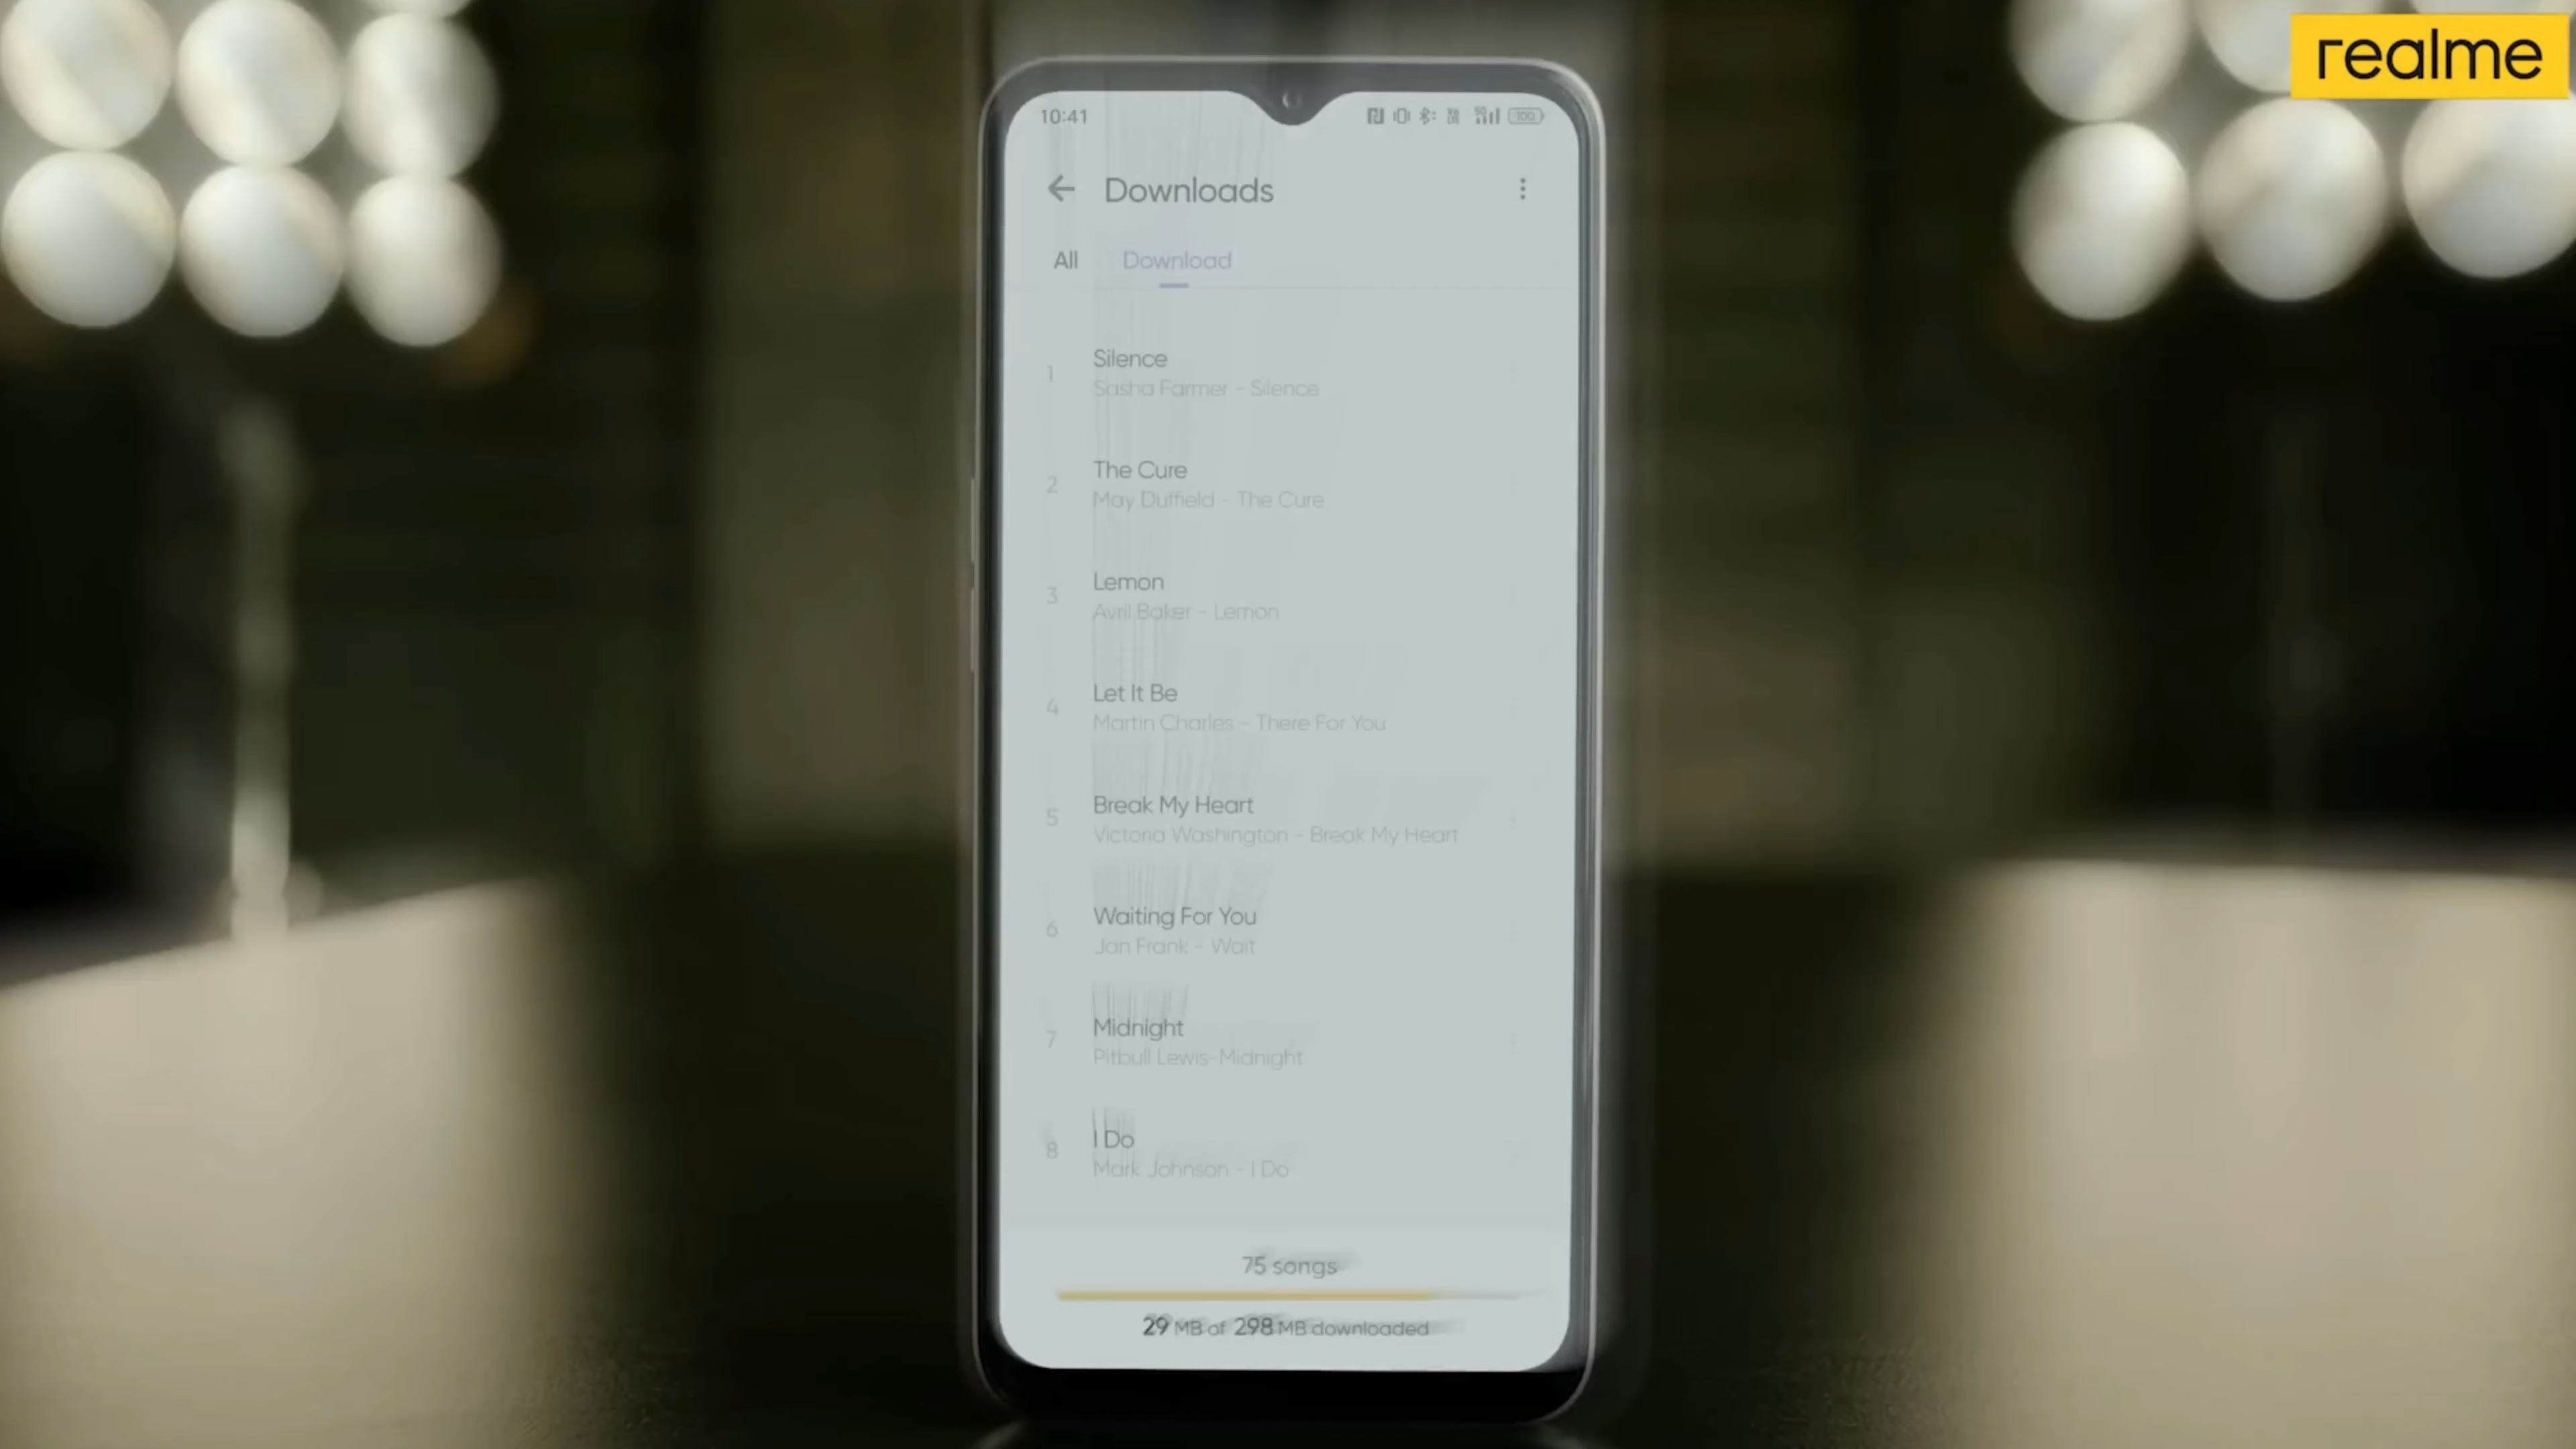 realme
10:41
100
Downloads
All Download
1 Silence
Sasha Farmer - Silence
2 The Cure
May Duffield - The Cure
3 Lemon
Avril Baker - Lemon
4 Let It Be
Martin Charles - There For You
5 Break My Heart
Victoria Washington - Break My Heart
6 Waiting For You
Jan Frank - Wait
7 Midnight
Pitbull Lewis-Midnight
8 I Do
Mark Johnson - I Do
75 songs
29 MB of 298 MB downloaded